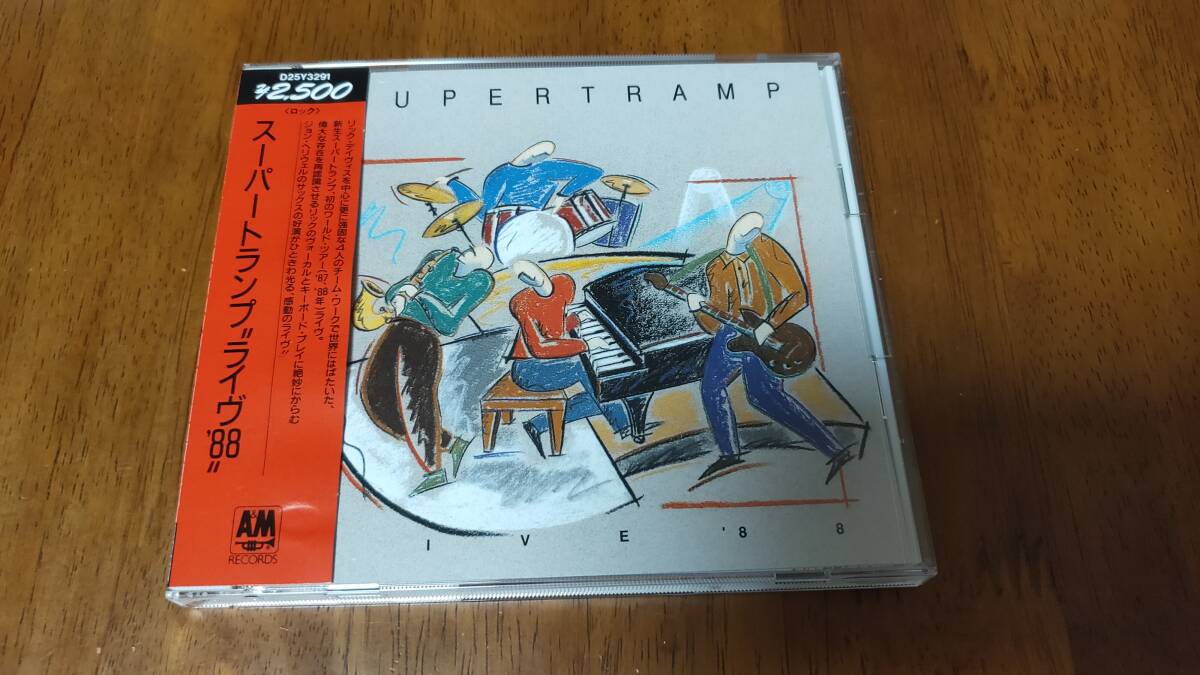 D25Y3291
¥2,500
〈ロック〉
スーパートランプ〝ライヴ'88〟
リック・デイヴィスを中心に更に強固な4人のチーム・ワークで世界にはばたいた、
新生スーパートランプ、初のワールド・ツアー('87、'88年)ライヴ。
偉大な存在を再認識させるリックのヴォーカルとキーボード・プレイに絶妙にからむ
ジョン・ヘリウェルのサックスの好演がひときわ光る、感動のライヴ!!
A&M
RECORDS
UPERTRAMP
IVE '88